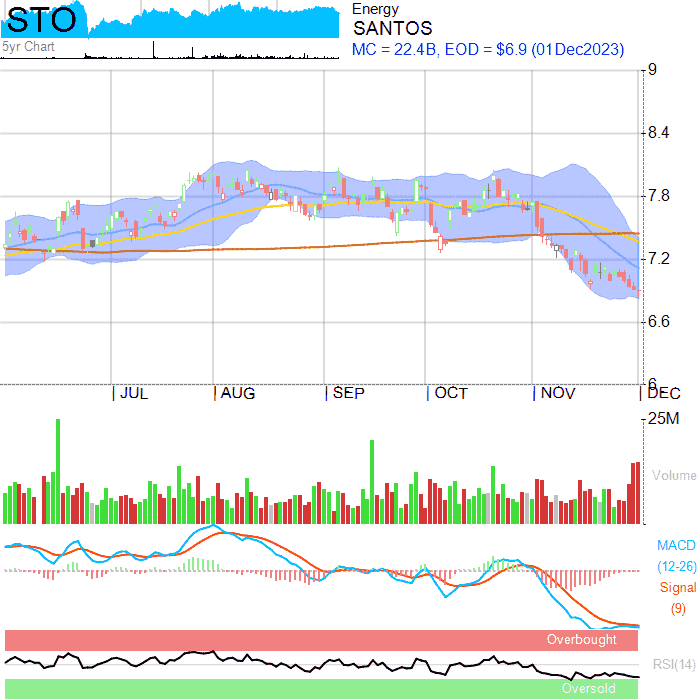 STO
5yr Chart
Energy
SANTOS
MC = 22.4B, EOD = $6.9 (01Dec2023)
9
8.4
7.8
7.2
6.6
6
JUL AUG SEP OCT NOV DEC
25M
Volume
MACD
(12-26)
Signal
(9)
Overbought
RSI(14)
Oversold